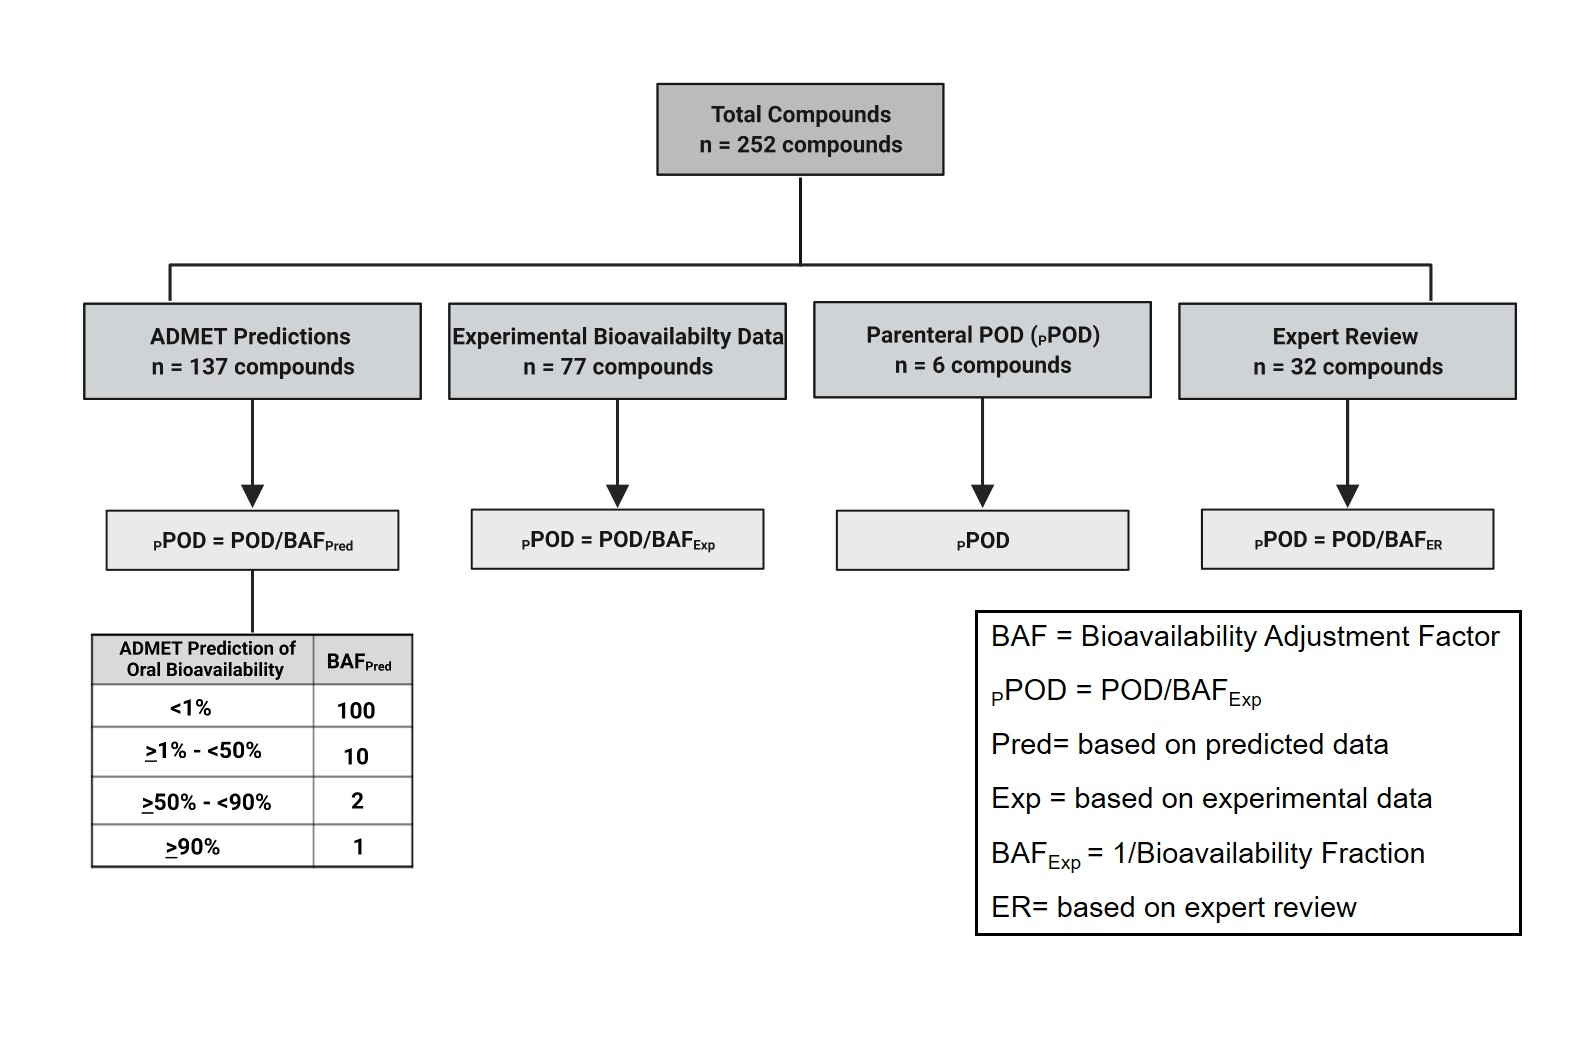 Total Compounds
n = 252 compounds
ADMET Predictions
n = 137 compounds
Experimental Bioavailabilty Data
n = 77 compounds
Parenteral POD (PPOD)
n = 6 compounds
Expert Review
n = 32 compounds
PPOD = POD/BAFPred
PPOD = POD/BAFExp
PPOD
PPOD = POD/BAFER
ADMET Prediction of
Oral Bioavailability
BAFPred
<1%
100
≥1% - <50%
10
≥50% - <90%
2
≥90%
1
BAF = Bioavailability Adjustment Factor
PPOD = POD/BAFExp
Pred= based on predicted data
Exp = based on experimental data
BAFExp = 1/Bioavailability Fraction
ER= based on expert review